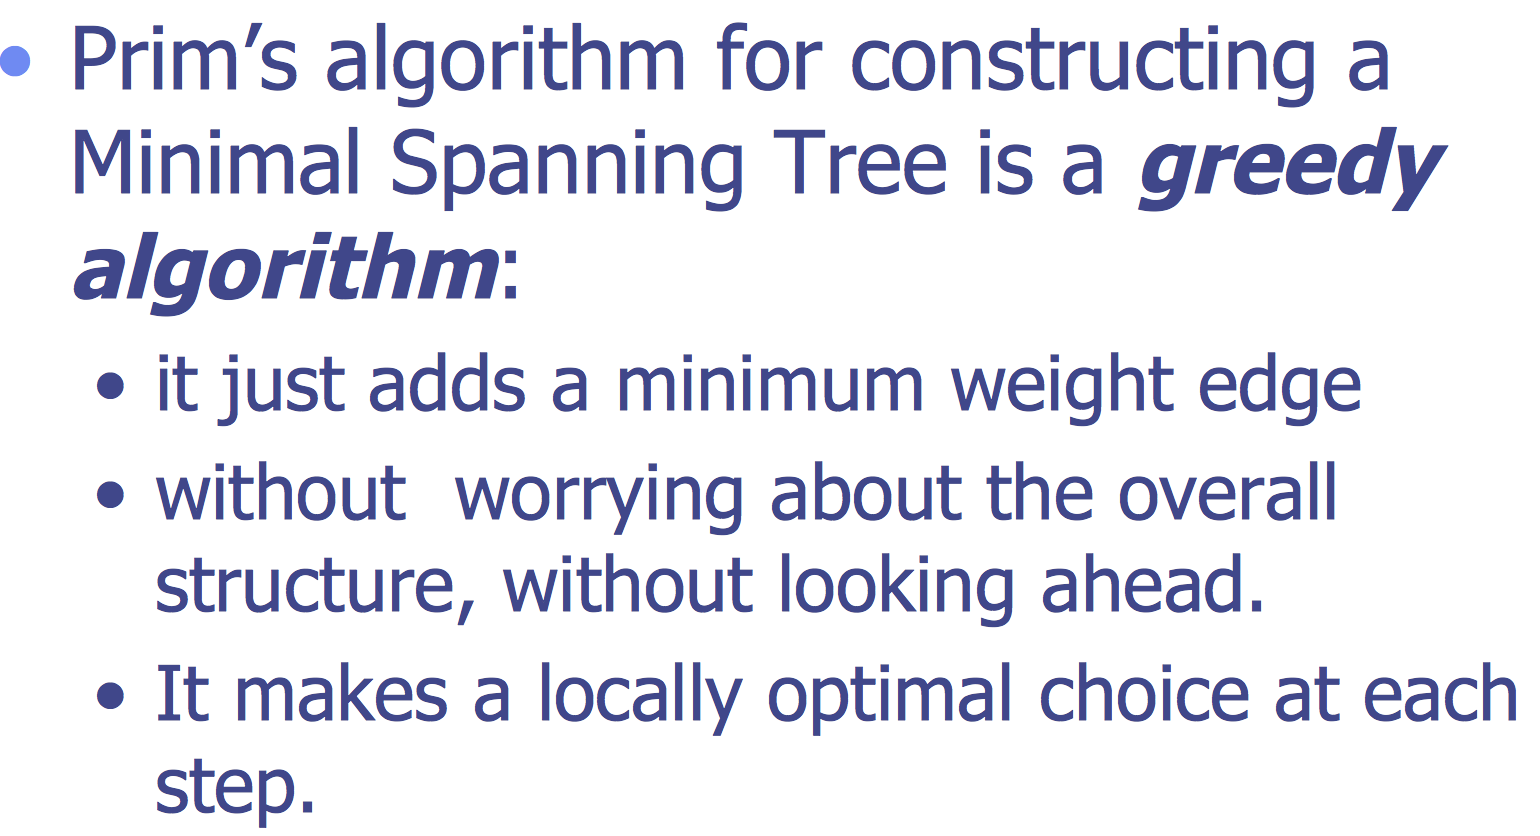 • Prim’s algorithm for constructing a
Minimal Spanning Tree is a greedy
algorithm:
• it just adds a minimum weight edge
• without  worrying about the overall
structure, without looking ahead.
• It makes a locally optimal choice at each
step.